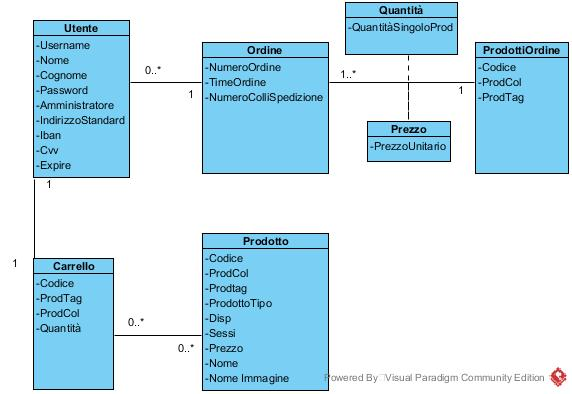 Utente
-Username
-Nome
-Cognome
-Password
-Amministratore
-IndirizzoStandard
-Iban
-Cvv
-Expire
0..*
1
Ordine
-NumeroOrdine
-TimeOrdine
-NumeroColliSpedizione
Quantità
-QuantitàSingoloProd
1..*
1
Prezzo
-PrezzoUnitario
ProdottiOrdine
-Codice
-ProdCol
-ProdTag
1
1
Carrello
-Codice
-ProdTag
-ProdCol
-Quantità
0..*
0..*
Prodotto
-Codice
-ProdCol
-Prodtag
-ProdottoTipo
-Disp
-Sessi
-Prezzo
-Nome
-Nome Immagine
Powered By Visual Paradigm Community Edition